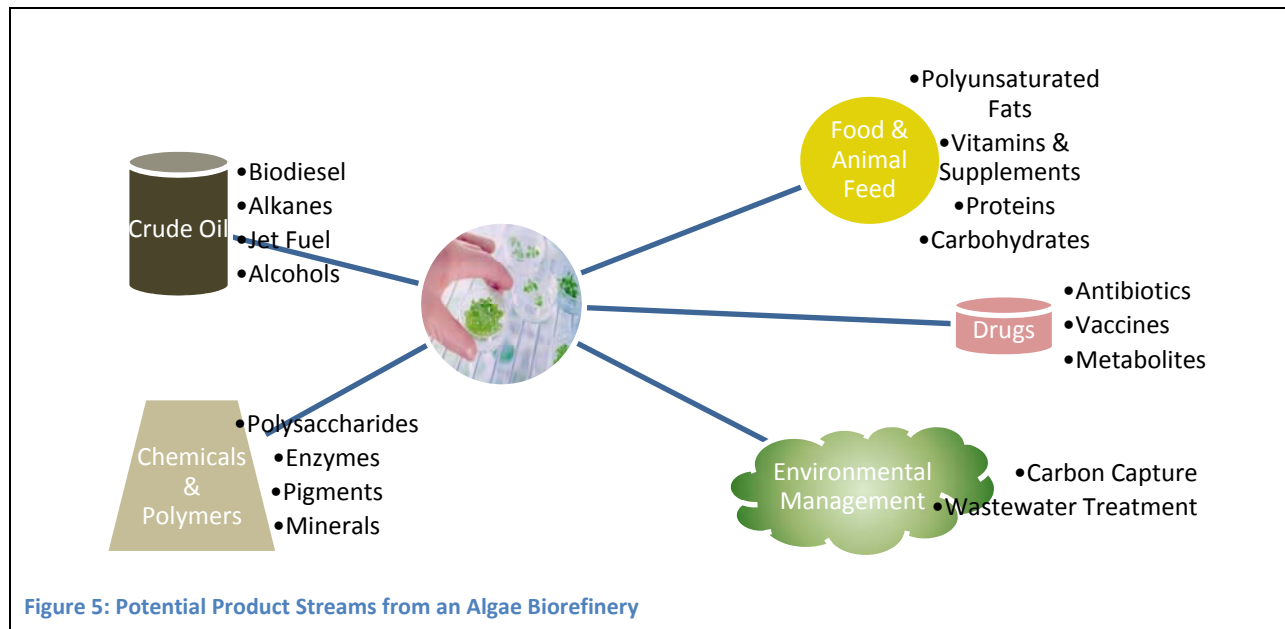 Crude Oil
•Biodiesel
•Alkanes
•Jet Fuel
•Alcohols
Food &
Animal
Feed
•Polyunsaturated
Fats
•Vitamins &
Supplements
•Proteins
•Carbohydrates
Drugs
•Antibiotics
•Vaccines
•Metabolites
Chemicals
&
Polymers
•Polysaccharides
•Enzymes
•Pigments
•Minerals
Environmental
Management
•Carbon Capture
•Wastewater Treatment
Figure 5: Potential Product Streams from an Algae Biorefinery